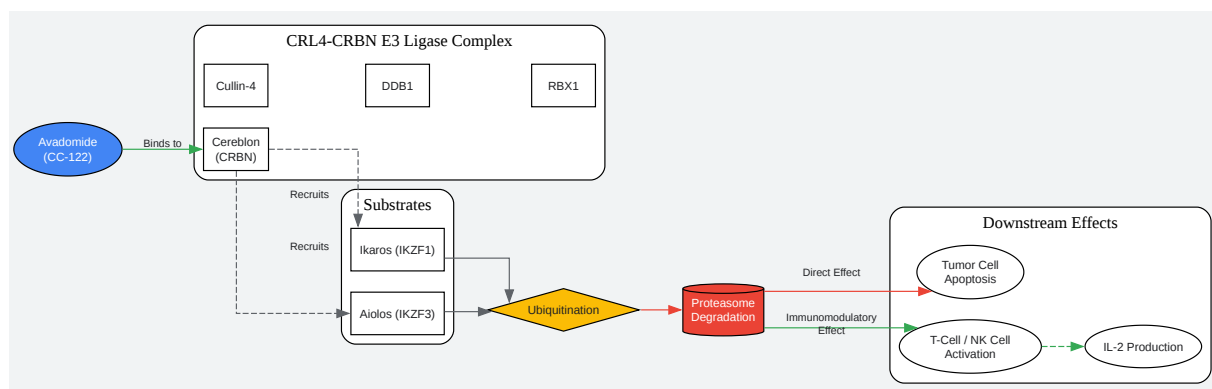 CRL4-CRBN E3 Ligase Complex
Cullin-4
DDB1
RBX1
Avadomide
(CC-122)
Binds to
Cereblon
(CRBN)
Recruits
Substrates
Recruits
Ikaros (IKZF1)
Aiolos (IKZF3)
Ubiquitination
Proteasome
Degradation
Direct Effect
Immunomodulatory
Effect
Downstream Effects
Tumor Cell
Apoptosis
T-Cell / NK Cell
Activation
IL-2 Production